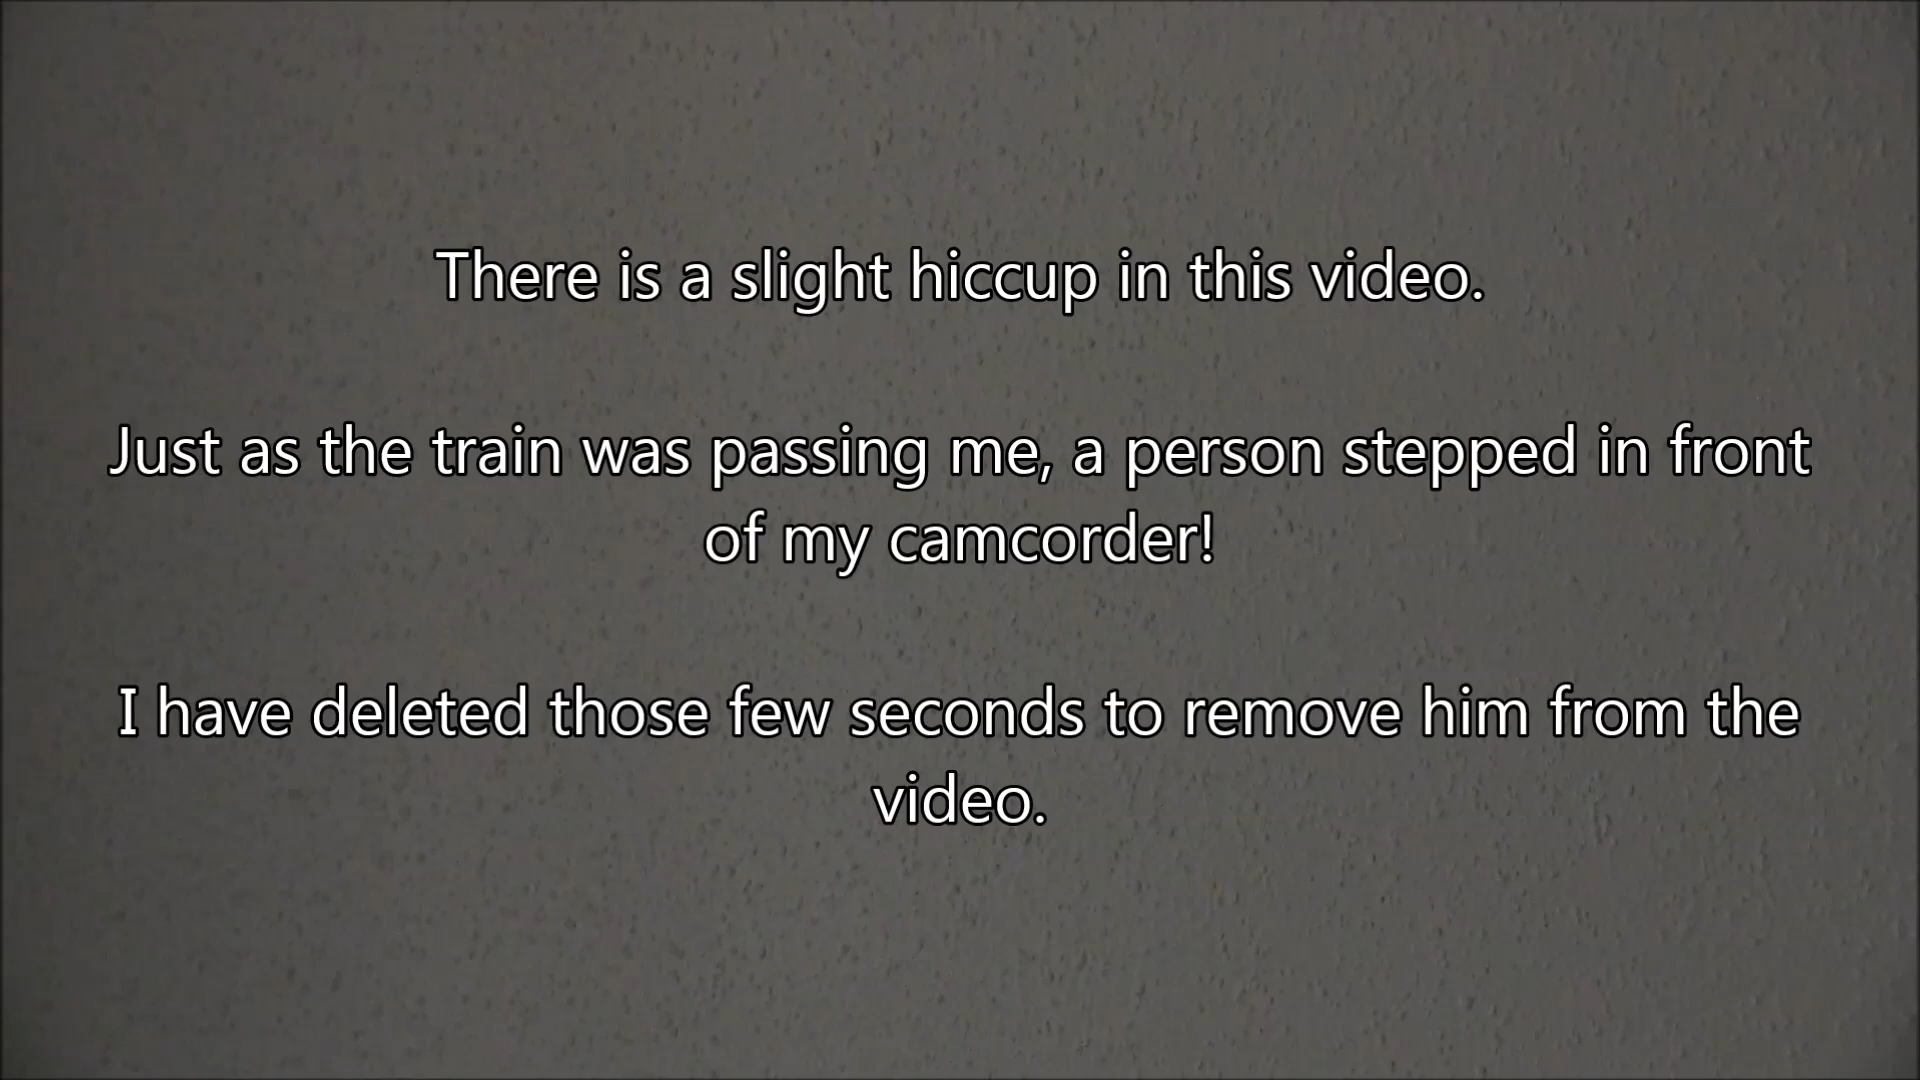 There is a slight hiccup in this video.
Just as the train was passing me, a person stepped in front
of my camcorder!
I have deleted those few seconds to remove him from the
video.